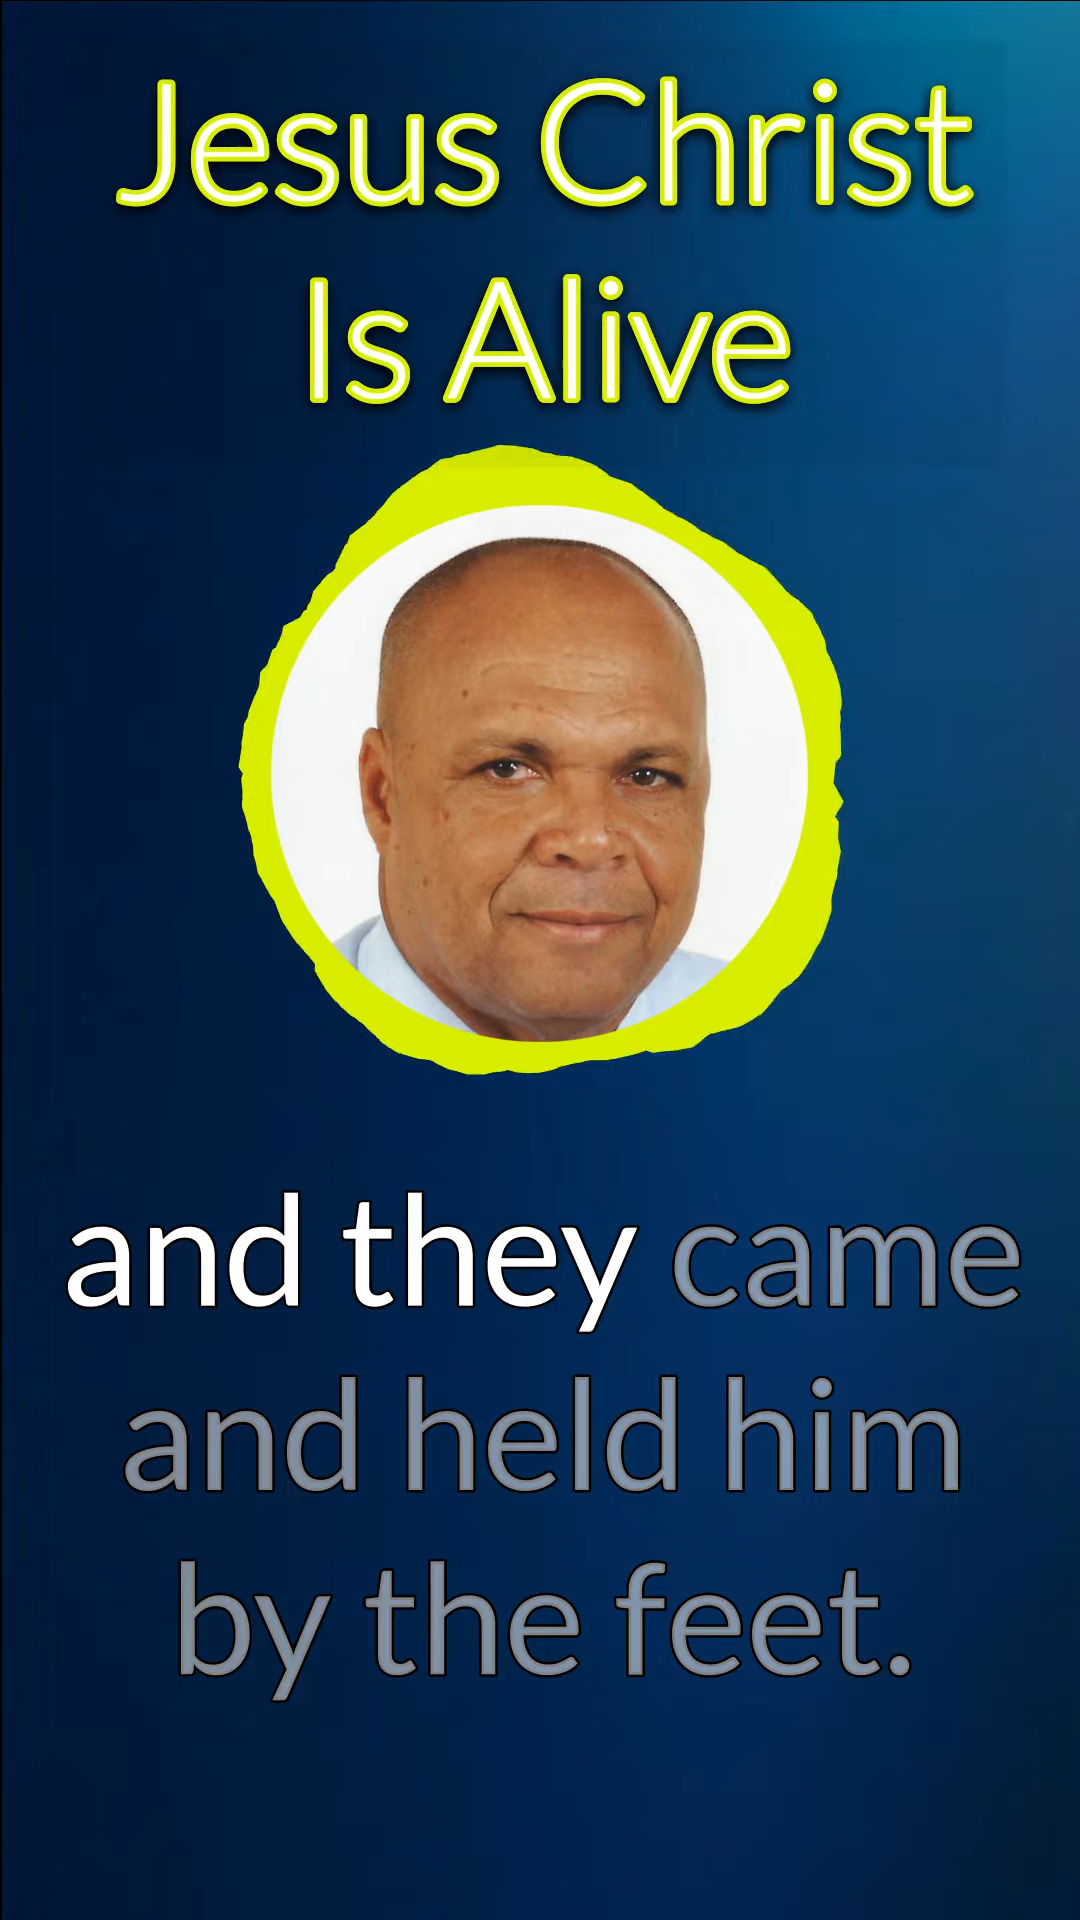 Jesus Christ
Is Alive
and they came
and held him
by the feet.